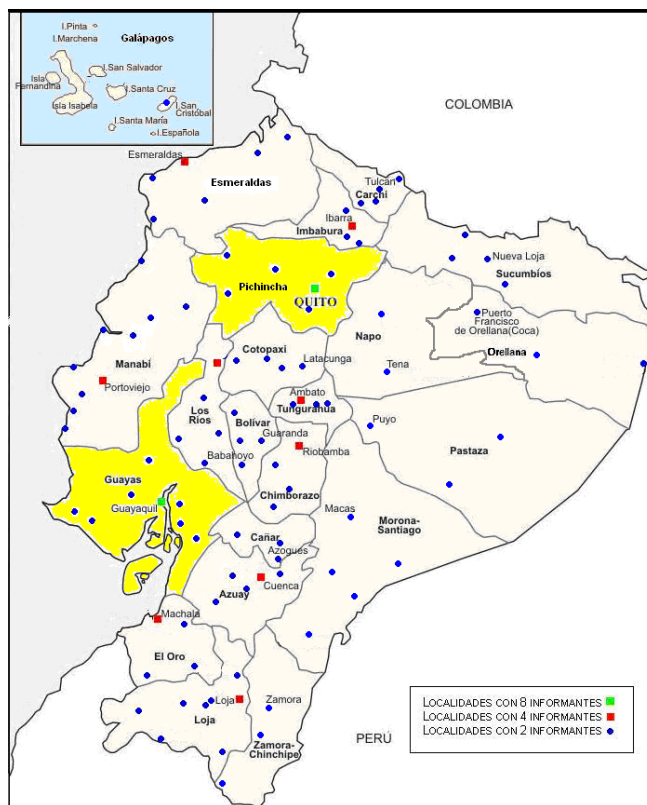 I.Pinta
I.Marchena
Galápagos
I.San Salvador
Isla
Fernandina
I.Santa Cruz
Isla Isabela
I.San
Cristóbal
I.Santa María
I.Española
COLOMBIA
Esmeraldas
Esmeraldas
Tulcán
Carchi
Ibarra
Imbabura
Nueva Loja
Sucumbíos
Pichincha
QUITO
Puerto
Francisco
de Orellana(Coca)
Napo
Orellana
Cotopaxi
Latacunga
Manabí
Tena
Portoviejo
Ambato
Tungurahua
Los
Ríos
Bolívar
Puyo
Guaranda
Riobamba
Pastaza
Babahoyo
Guayas
Chimborazo
Guayaquil
Macas
Morona-
Santiago
Cañar
Azogues
Cuenca
Azuay
Machala
El Oro
Loja
Zamora
Loja
Zamora-
Chinchipe
PERÚ
LOCALIDADES CON 8 INFORMANTES
LOCALIDADES CON 4 INFORMANTES
LOCALIDADES CON 2 INFORMANTES